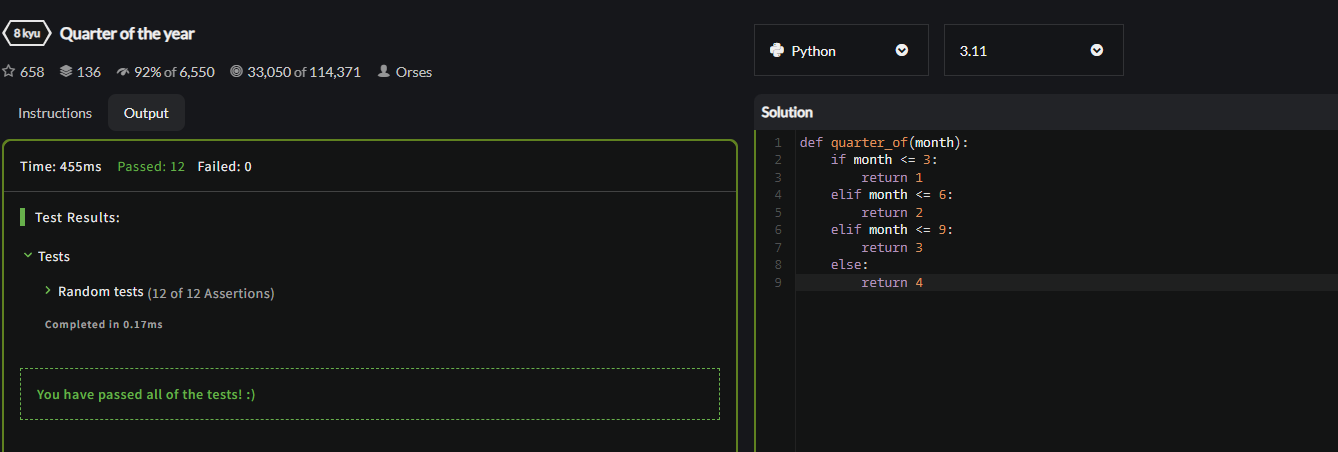 8 kyu Quarter of the year
658 136 92% of 6,550 33,050 of 114,371 Orses
Instructions Output
Time: 455ms Passed: 12 Failed: 0
Test Results:
Tests
Random tests (12 of 12 Assertions)
Completed in 0.17ms
You have passed all of the tests! :)
Python 3.11
Solution
1 def quarter_of(month):
2     if month <= 3:
3         return 1
4     elif month <= 6:
5         return 2
6     elif month <= 9:
7         return 3
8     else:
9         return 4